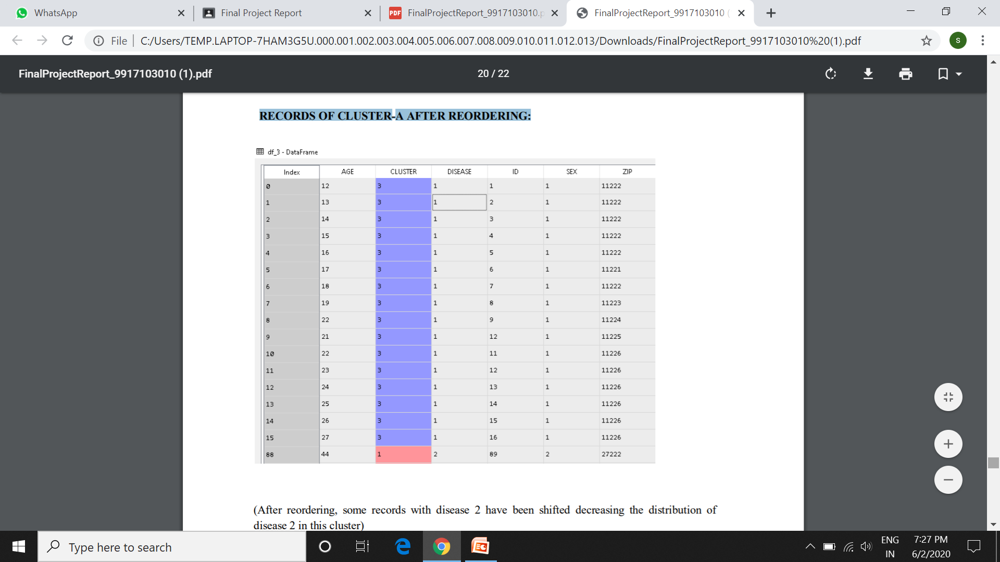 WhatsApp
Final Project Report
FinalProjectReport_9917103010.p
FinalProjectReport_9917103010 (
File
C:/Users/TEMP.LAPTOP-7HAM3G5U.000.001.002.003.004.005.006.007.008.009.010.011.012.013/Downloads/FinalProjectReport_9917103010%20(1).pdf
S
FinalProjectReport_9917103010 (1).pdf
20 / 22
RECORDS OF CLUSTER-A AFTER REORDERING:
df_3 - DataFrame
Index AGE CLUSTER DISEASE ID SEX ZIP
0 12 3 1 1 1 11222
1 13 3 1 2 1 11222
2 14 3 1 3 1 11222
3 15 3 1 4 1 11222
4 16 3 1 5 1 11222
5 17 3 1 6 1 11221
6 18 3 1 7 1 11222
7 19 3 1 8 1 11223
8 22 3 1 9 1 11224
9 21 3 1 12 1 11225
10 22 3 1 11 1 11226
11 23 3 1 12 1 11226
12 24 3 1 13 1 11226
13 25 3 1 14 1 11226
14 26 3 1 15 1 11226
15 27 3 1 16 1 11226
88 44 1 2 89 2 27222
(After reordering, some records with disease 2 have been shifted decreasing the distribution of
disease 2 in this cluster)
Type here to search
ENG
IN
7:27 PM
6/2/2020